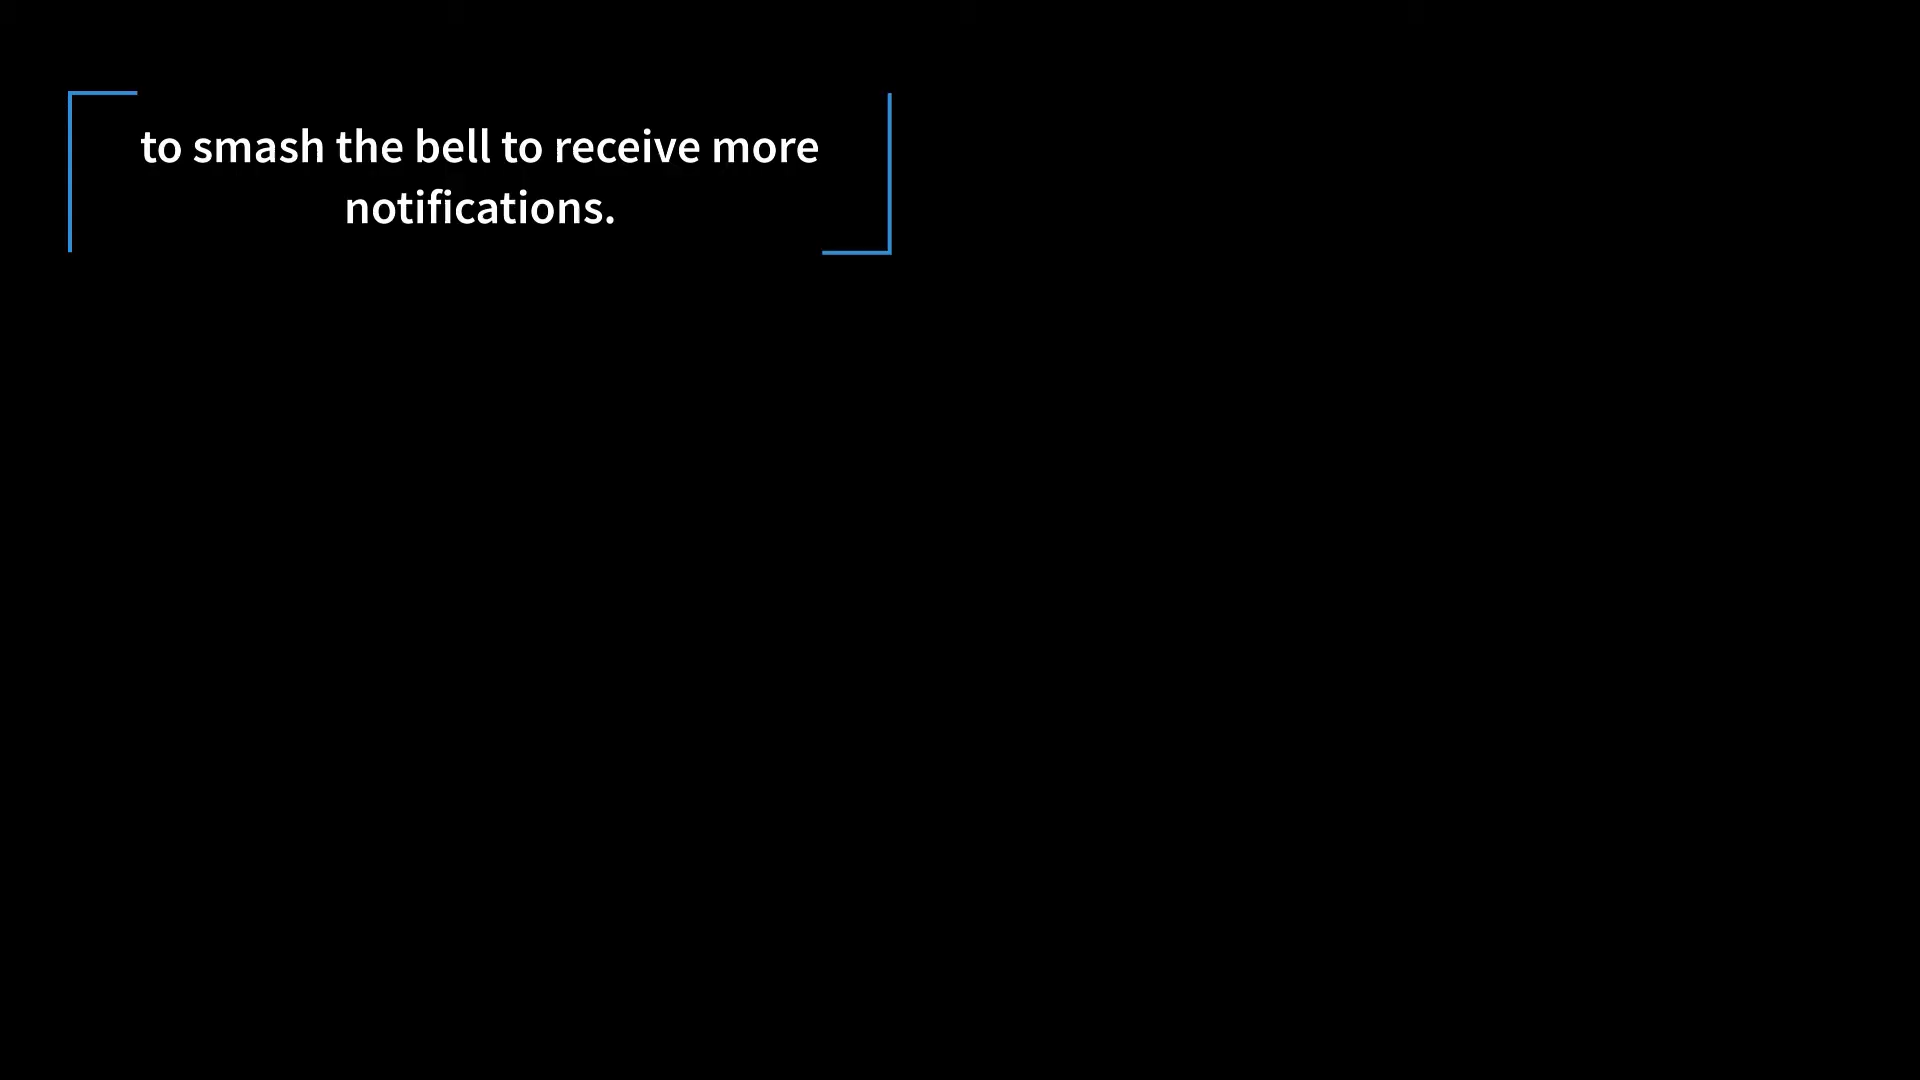 to smash the bell to receive more
notifications.